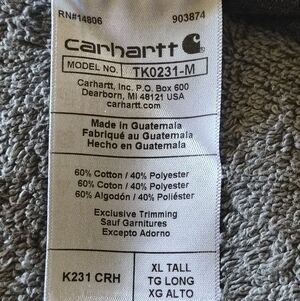 RN#14806 903874
carhartt
MODEL NO. TK0231-M
Carhartt, Inc. P.O. Box 600
Dearborn, Mi 48121 USA
carhartt.com
Made in Guatemala
Fabriqué au Guatemala
Hecho en Guatemala
60% Cotton / 40% Polyester
60% Cotton / 40% Polyester
60% Algodón / 40% Poliéster
Exclusive Trimming
Sauf Garnitures
Excepto Adorno
K231 CRH
XL TALL
TG LONG
XG ALTO